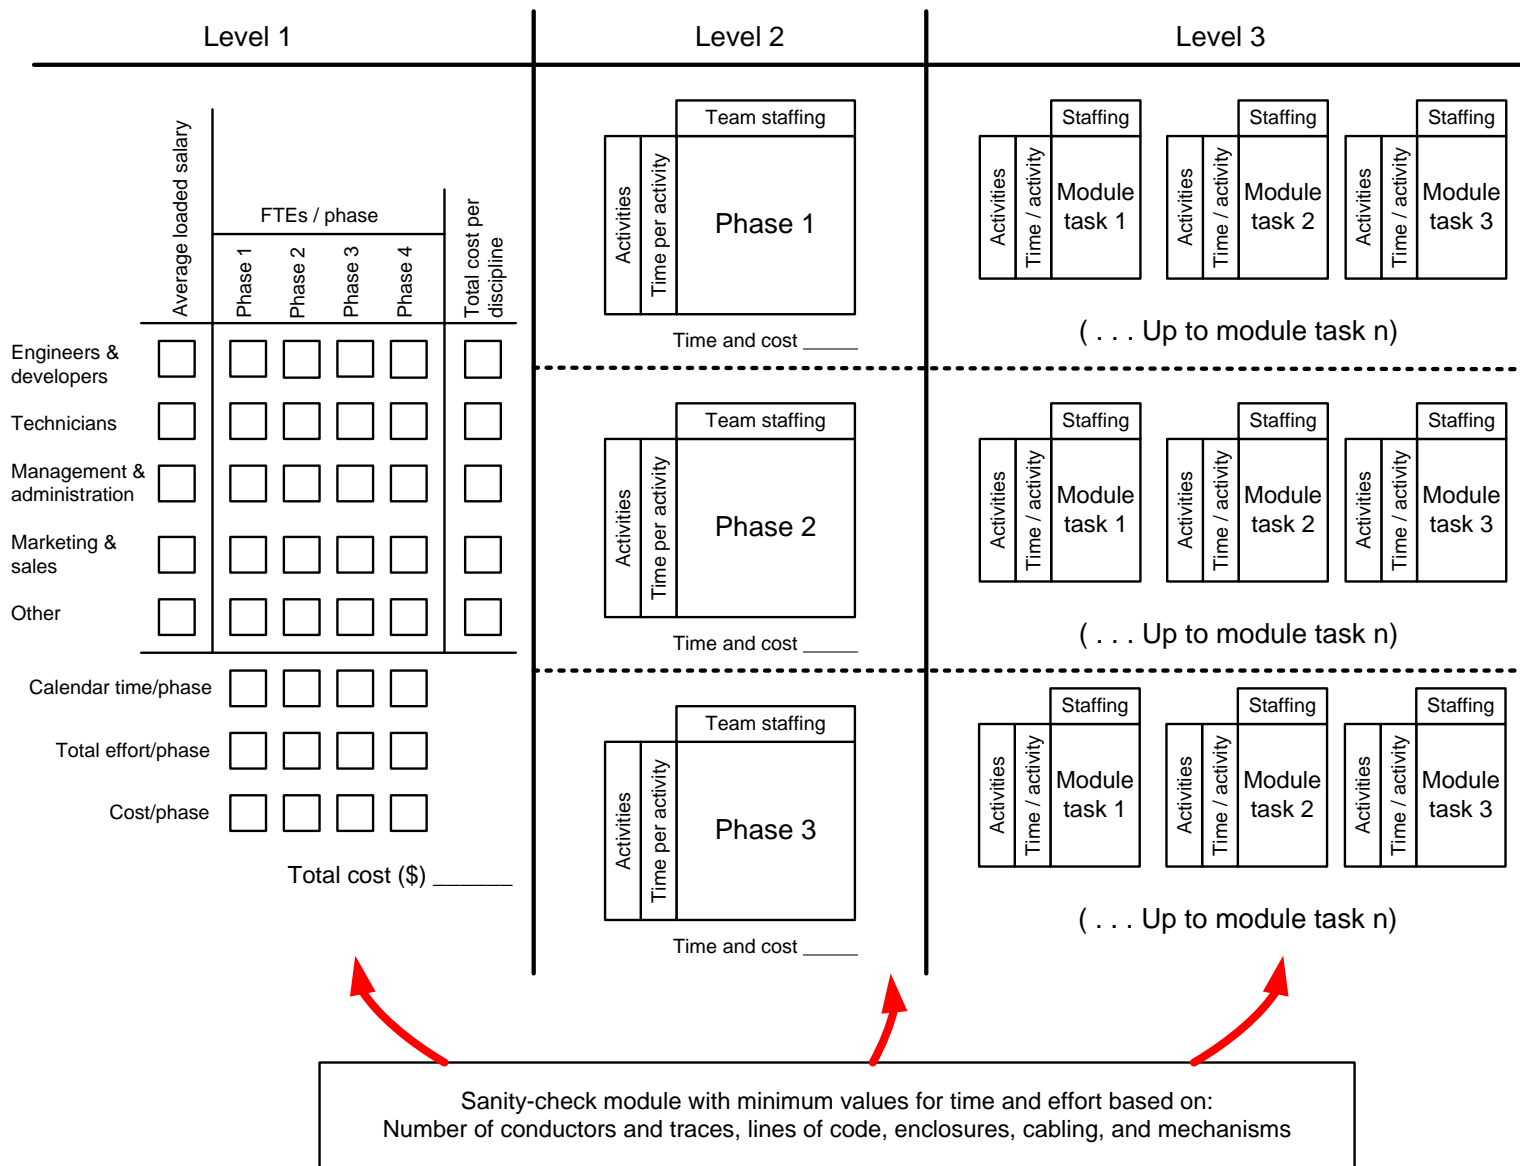 Level 1
Level 2
Level 3
Average loaded salary
FTEs / phase
Phase 1
Phase 2
Phase 3
Phase 4
Total cost per
discipline
Engineers &
developers
Technicians
Management &
administration
Marketing &
sales
Other
Calendar time/phase
Total effort/phase
Cost/phase
Total cost ($) ______
Team staffing
Activities
Time per activity
Phase 1
Time and cost _____
Team staffing
Activities
Time per activity
Phase 2
Time and cost _____
Team staffing
Activities
Time per activity
Phase 3
Time and cost _____
Staffing
Activities
Time / activity
Module
task 1
Staffing
Activities
Time / activity
Module
task 2
Staffing
Activities
Time / activity
Module
task 3
( . . . Up to module task n)
Staffing
Activities
Time / activity
Module
task 1
Staffing
Activities
Time / activity
Module
task 2
Staffing
Activities
Time / activity
Module
task 3
( . . . Up to module task n)
Staffing
Activities
Time / activity
Module
task 1
Staffing
Activities
Time / activity
Module
task 2
Staffing
Activities
Time / activity
Module
task 3
( . . . Up to module task n)
Sanity-check module with minimum values for time and effort based on:
Number of conductors and traces, lines of code, enclosures, cabling, and mechanisms